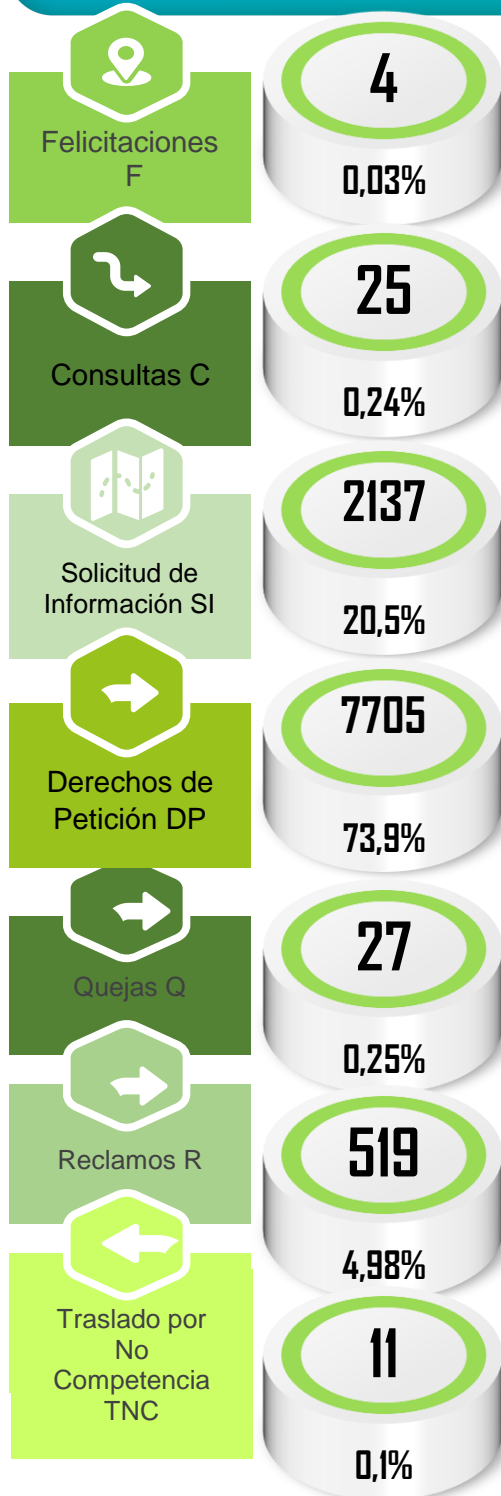 Felicitaciones
F
4
0,03%
Consultas C
25
0,24%
Solicitud de
Información SI
2137
20,5%
Derechos de
Petición DP
7705
73,9%
Quejas Q
27
0,25%
Reclamos R
519
4,98%
Traslado por
No
Competencia
TNC
11
0,1%